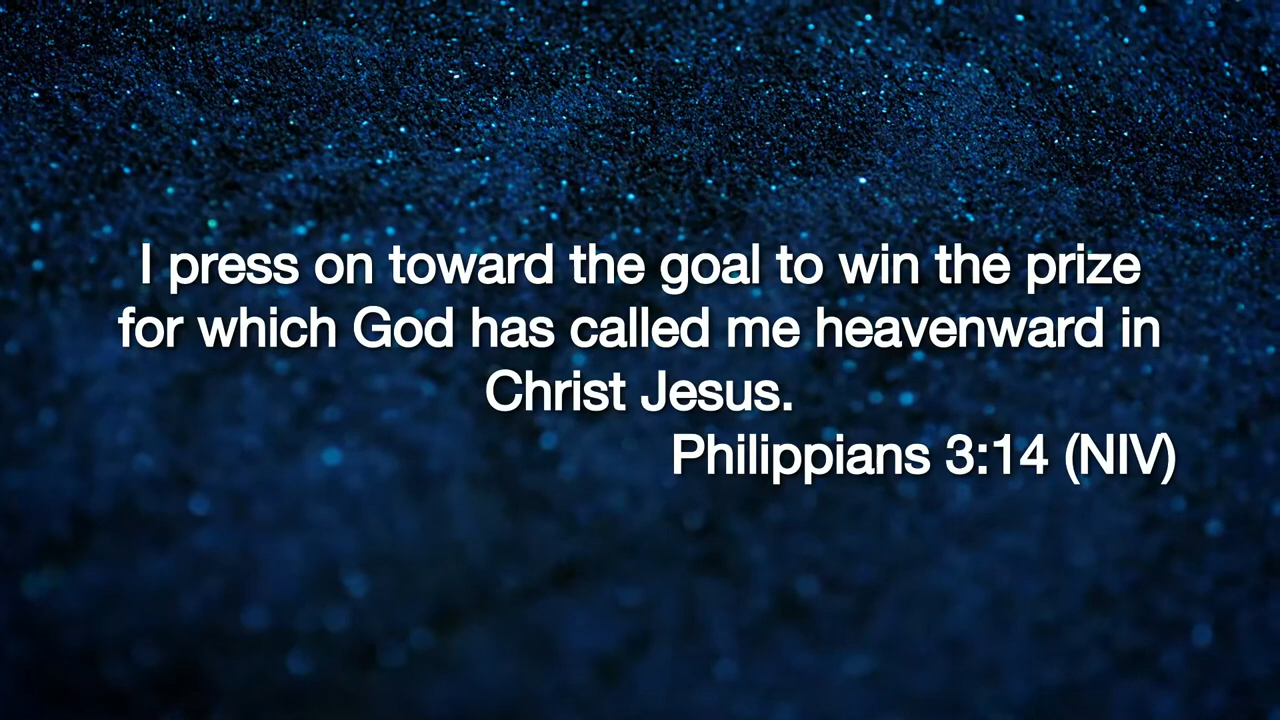 I press on toward the goal to win the prize
for which God has called me heavenward in
Christ Jesus.
Philippians 3:14 (NIV)